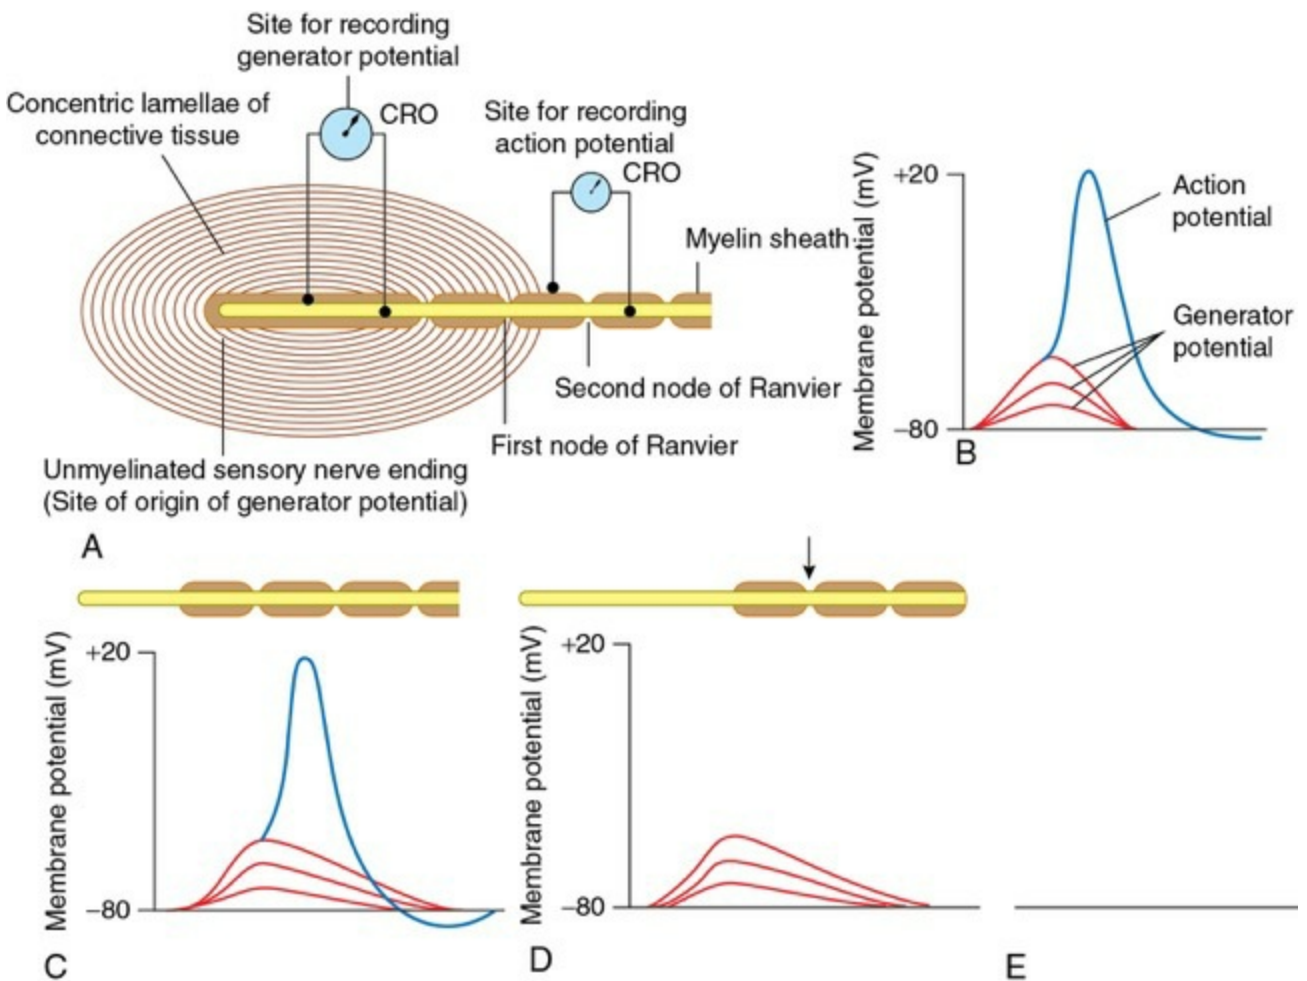 Site for recording
generator potential
Concentric lamellae of
connective tissue
CRO
Site for recording
action potential
CRO
Myelin sheath
Second node of Ranvier
First node of Ranvier
Unmyelinated sensory nerve ending
(Site of origin of generator potential)
A
Membrane potential (mV)
+20
−80
Action
potential
Generator
potential
B
Membrane potential (mV)
+20
−80
C
Membrane potential (mV)
+20
−80
D
E